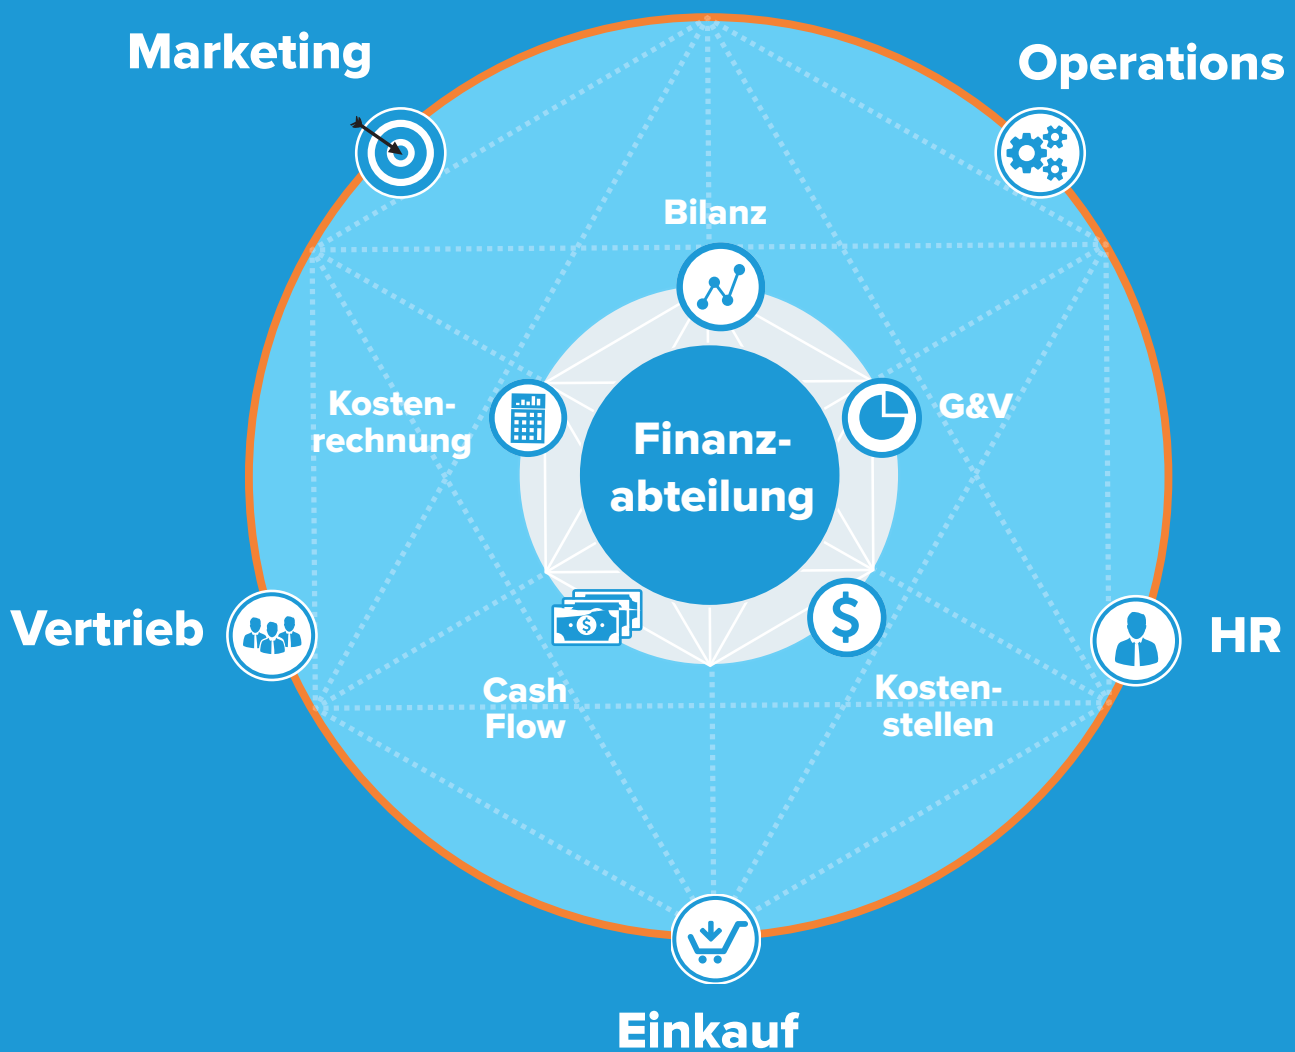 Marketing
Operations
Bilanz
Kosten-
rechnung
G&V
Finanz-
abteilung
Vertrieb
HR
Cash
Flow
Kosten-
stellen
Einkauf